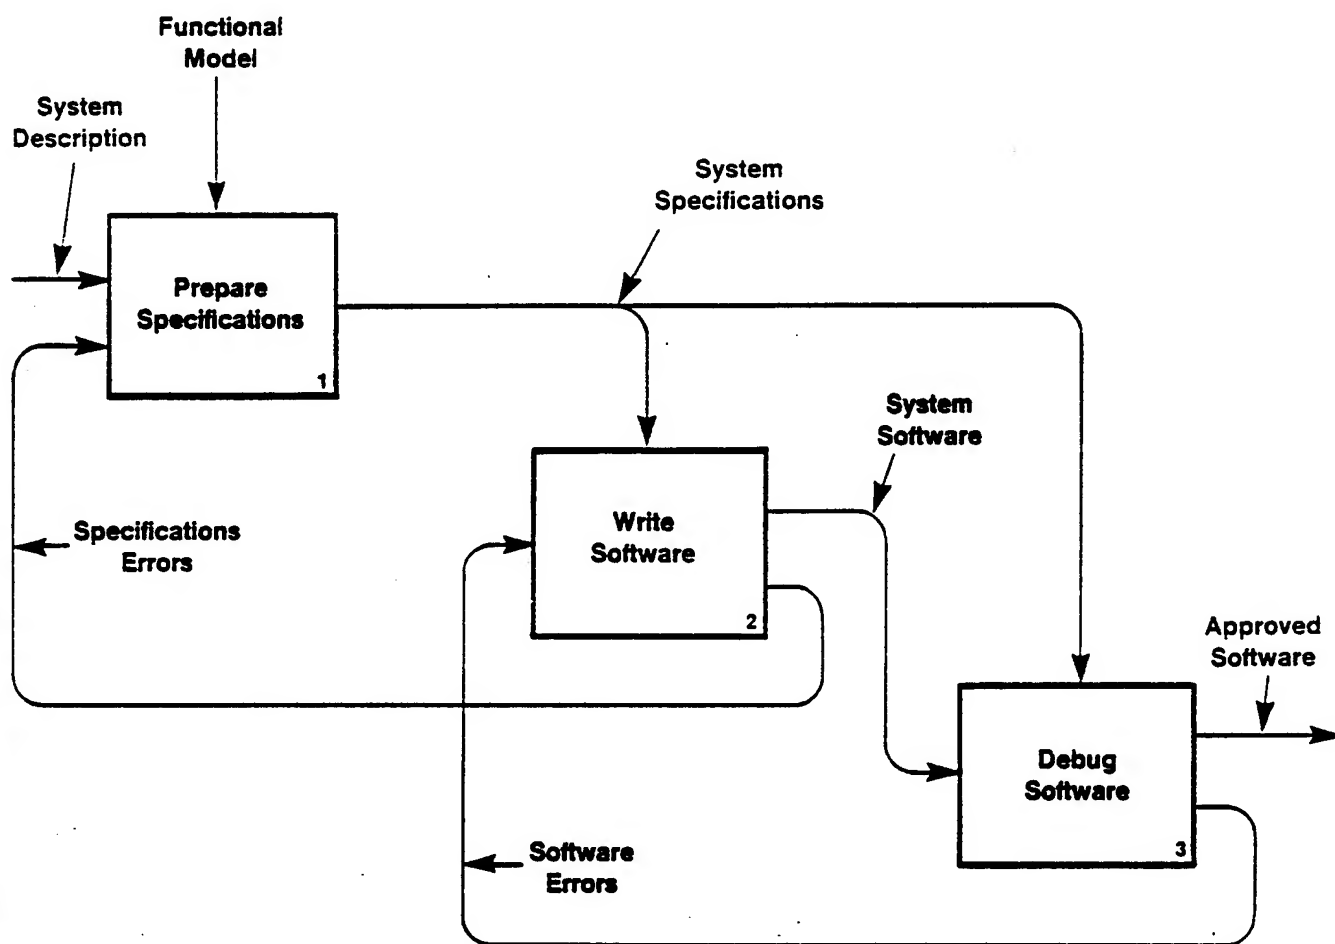 Functional
Model
System
Description
System
Specifications
Prepare
Specifications
1
System
Software
Write
Software
2
Specifications
Errors
Approved
Software
Debug
Software
3
Software
Errors